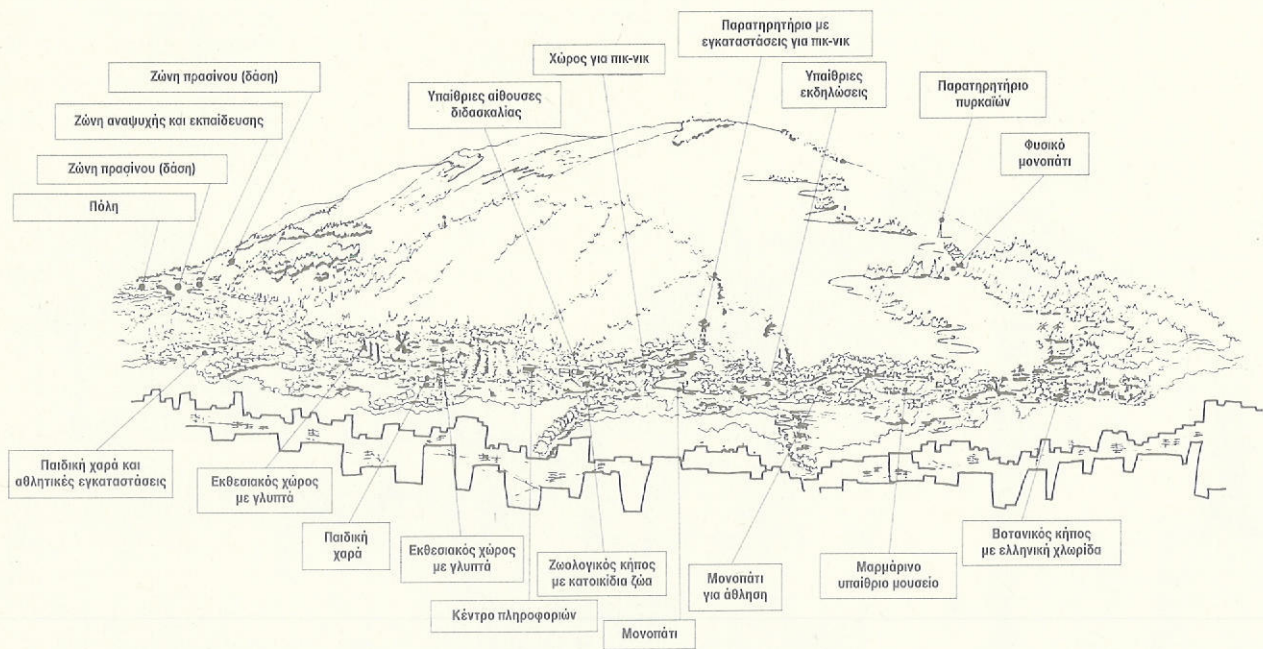 Παρατηρητήριο με
εγκαταστάσεις για πικ-νικ
Χώρος για πικ-νικ
Ζώνη πρασίνου (δάση)
Υπαίθριες αίθουσες
διδασκαλίας
Υπαίθριες
εκδηλώσεις
Παρατηρητήριο
πυρκαϊών
Ζώνη αναψυχής και εκπαίδευσης
Φυσικό
μονοπάτι
Ζώνη πρασίνου (δάση)
Πόλη
Παιδική χαρά και
αθλητικές εγκαταστάσεις
Εκθεσιακός χώρος
με γλυπτά
Παιδική
χαρά
Εκθεσιακός χώρος
με γλυπτά
Κέντρο πληροφοριών
Ζωολογικός κήπος
με κατοικίδια ζώα
Μονοπάτι
Μονοπάτι
για άθληση
Μαρμάρινο
υπαίθριο μουσείο
Βοτανικός κήπος
με ελληνική χλωρίδα